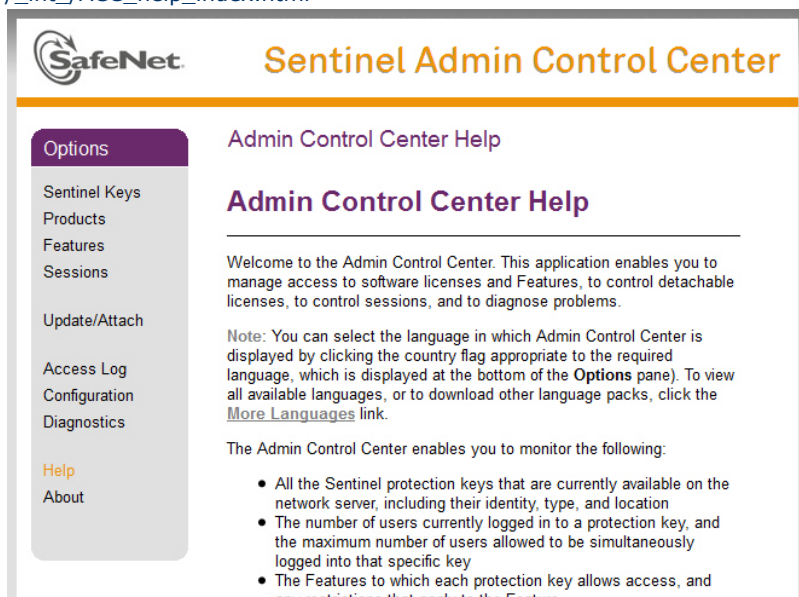 SafeNet.
Sentinel Admin Control Center
Options
Sentinel Keys
Products
Features
Sessions
Update/Attach
Access Log
Configuration
Diagnostics
Help
About
Admin Control Center Help
Admin Control Center Help
Welcome to the Admin Control Center. This application enables you to
manage access to software licenses and Features, to control detachable
licenses, to control sessions, and to diagnose problems.
Note: You can select the language in which Admin Control Center is
displayed by clicking the country flag appropriate to the required
language, which is displayed at the bottom of the Options pane). To view
all available languages, or to download other language packs, click the
More Languages link.
The Admin Control Center enables you to monitor the following:
● All the Sentinel protection keys that are currently available on the
network server, including their identity, type, and location
● The number of users currently logged in to a protection key, and
the maximum number of users allowed to be simultaneously
logged into that specific key
● The Features to which each protection key allows access, and